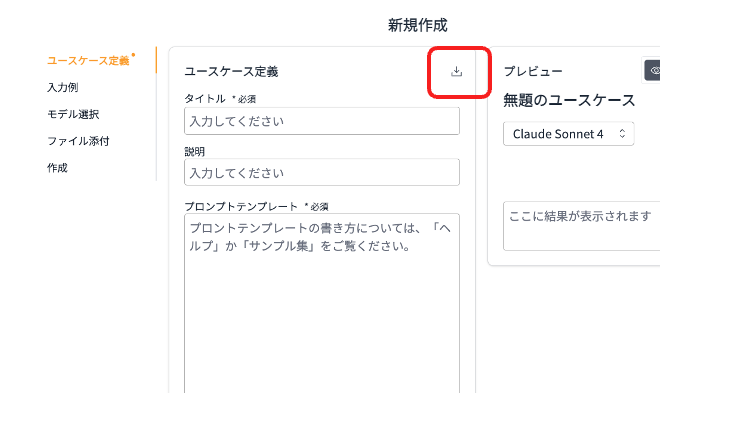 新規作成
ユースケース定義
入力例
モデル選択
ファイル添付
作成
ユースケース定義
タイトル *必須
入力してください
説明
入力してください
プロンプトテンプレート *必須
プロントテンプレートの書き方については、「ヘ
ルプ」か「サンプル集」をご覧ください。
プレビュー
無題のユースケース
Claude Sonnet 4
ここに結果が表示されます